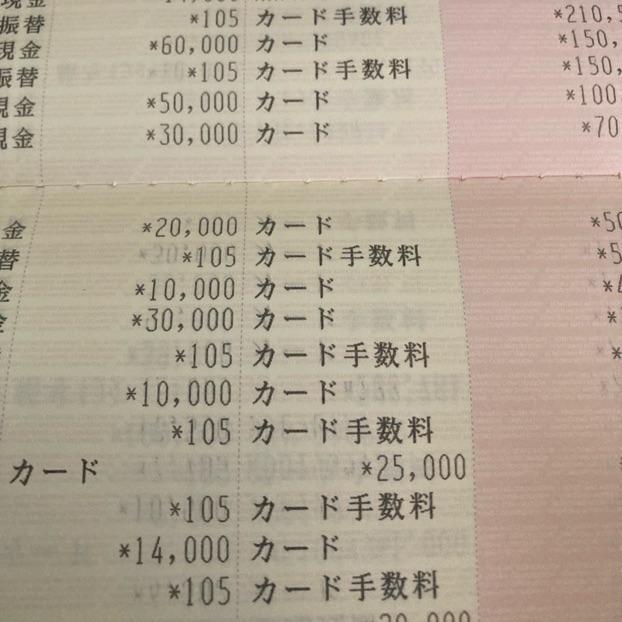 現金
振替 *105 カード手数料 *210,5
現金 *60,000 カード *150,
振替 *105 カード手数料 *150,
現金 *50,000 カード *100
現金 *30,000 カード *70
金 *20,000 カード *50
替 *105 カード手数料 *5
金 *10,000 カード *4
金 *30,000 カード
*105 カード手数料
*10,000 カード
*105 カード手数料
カード *25,000
*105 カード手数料
*14,000 カード
*105 カード手数料